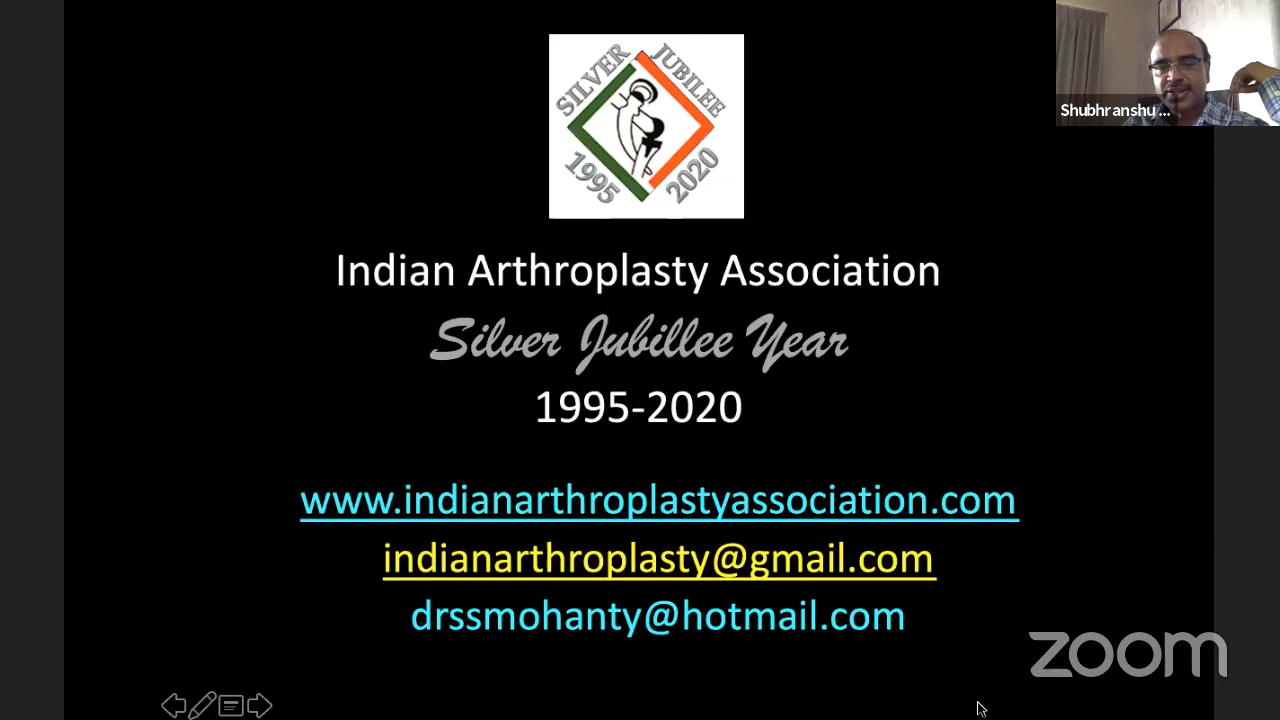 SILVER JUBILEE
1995 2020
Shubhranshu ...
Indian Arthroplasty Association
Silver Jubillee Year
1995-2020
www.indianarthroplastyassociation.com
indianarthroplasty@gmail.com
drssmohanty@hotmail.com
zoom